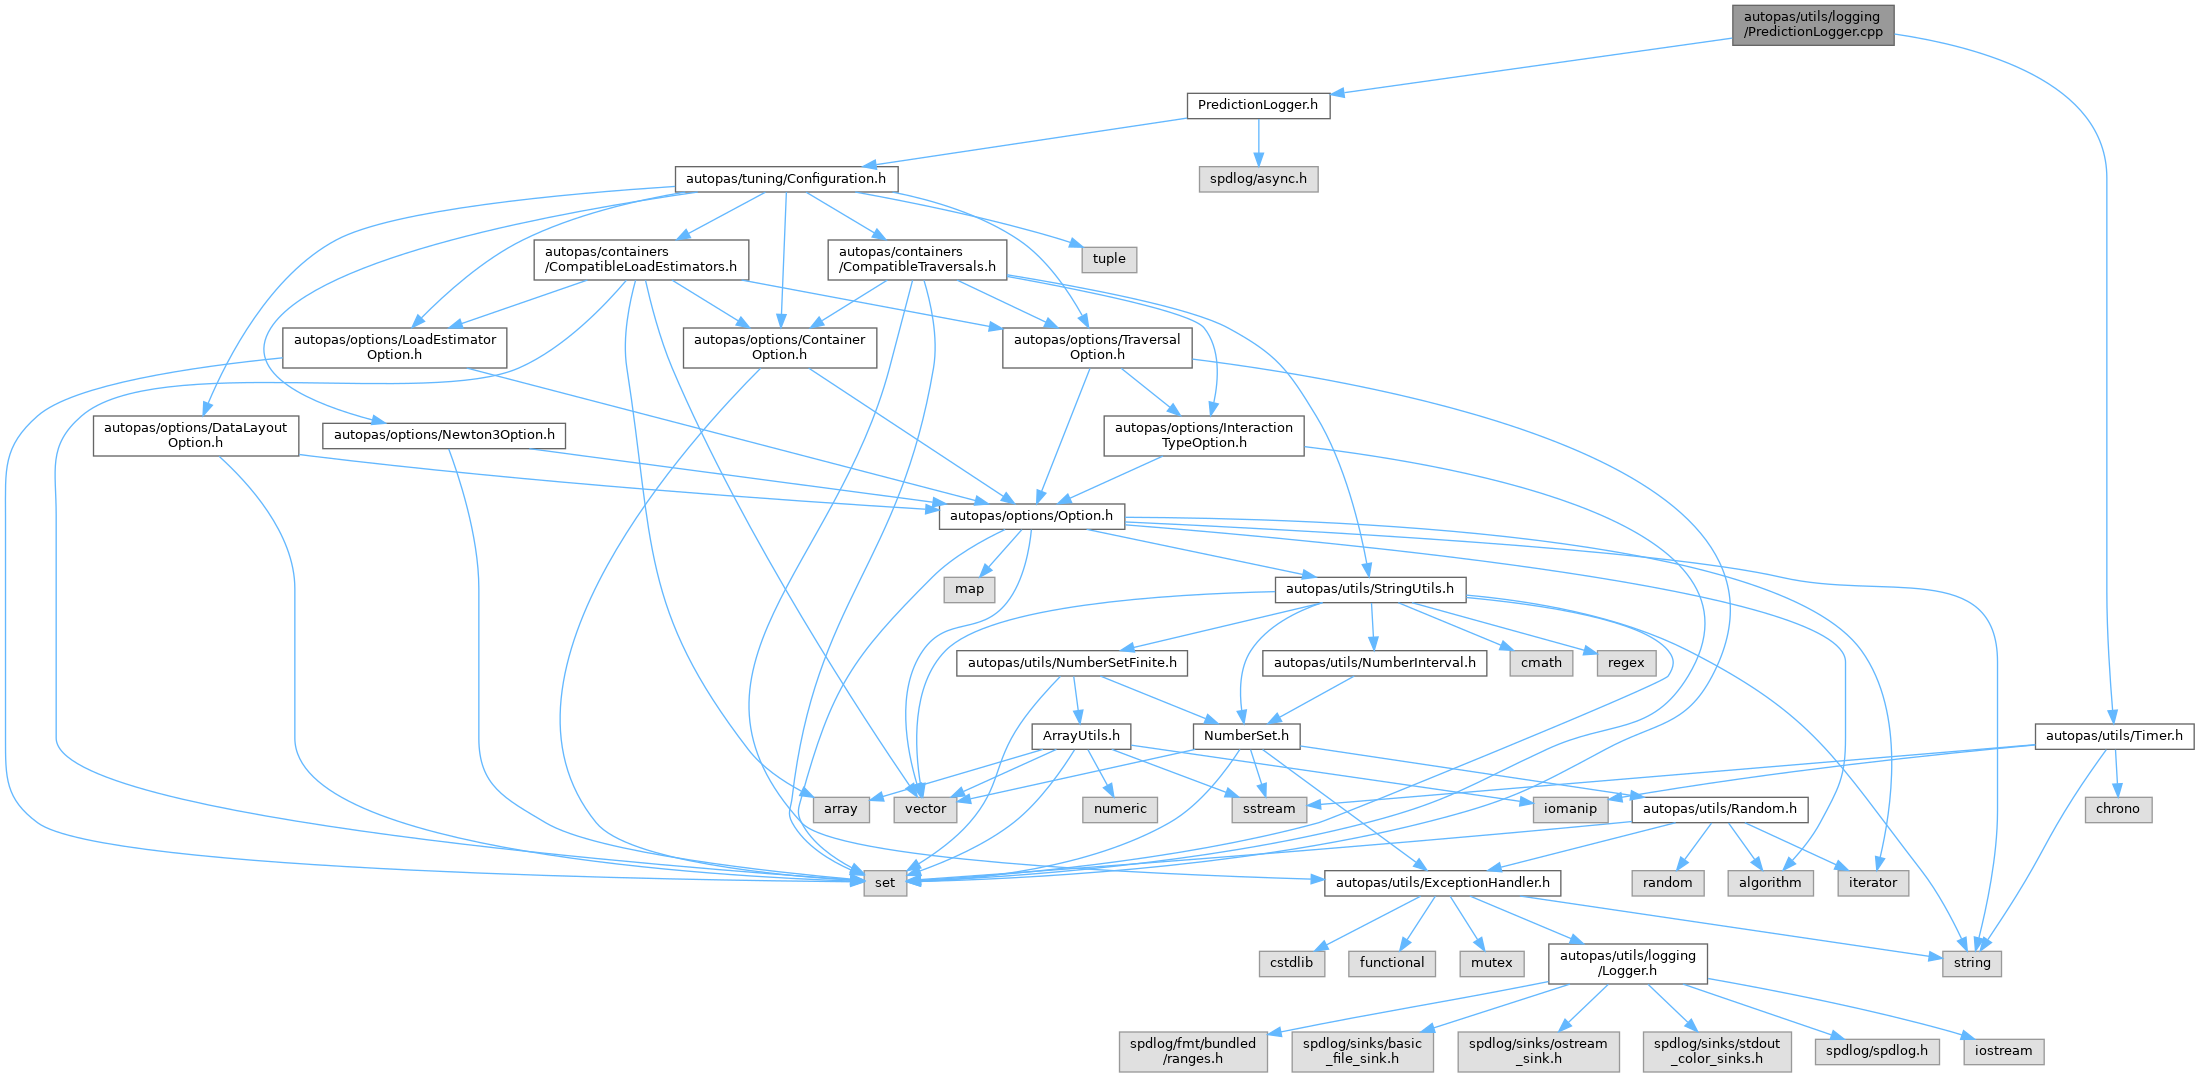 autopas/utils/logging
/PredictionLogger.cpp
PredictionLogger.h
autopas/tuning/Configuration.h
spdlog/async.h
autopas/containers
/CompatibleLoadEstimators.h
autopas/containers
/CompatibleTraversals.h
tuple
autopas/options/LoadEstimator
Option.h
autopas/options/Container
Option.h
autopas/options/Traversal
Option.h
autopas/options/DataLayout
Option.h
autopas/options/Newton3Option.h
autopas/options/Interaction
TypeOption.h
autopas/options/Option.h
map
autopas/utils/StringUtils.h
autopas/utils/NumberSetFinite.h
autopas/utils/NumberInterval.h
cmath
regex
ArrayUtils.h
NumberSet.h
autopas/utils/Timer.h
array
vector
numeric
sstream
iomanip
autopas/utils/Random.h
chrono
set
autopas/utils/ExceptionHandler.h
random
algorithm
iterator
cstdlib
functional
mutex
autopas/utils/logging
/Logger.h
string
spdlog/fmt/bundled
/ranges.h
spdlog/sinks/basic
_file_sink.h
spdlog/sinks/ostream
_sink.h
spdlog/sinks/stdout
_color_sinks.h
spdlog/spdlog.h
iostream